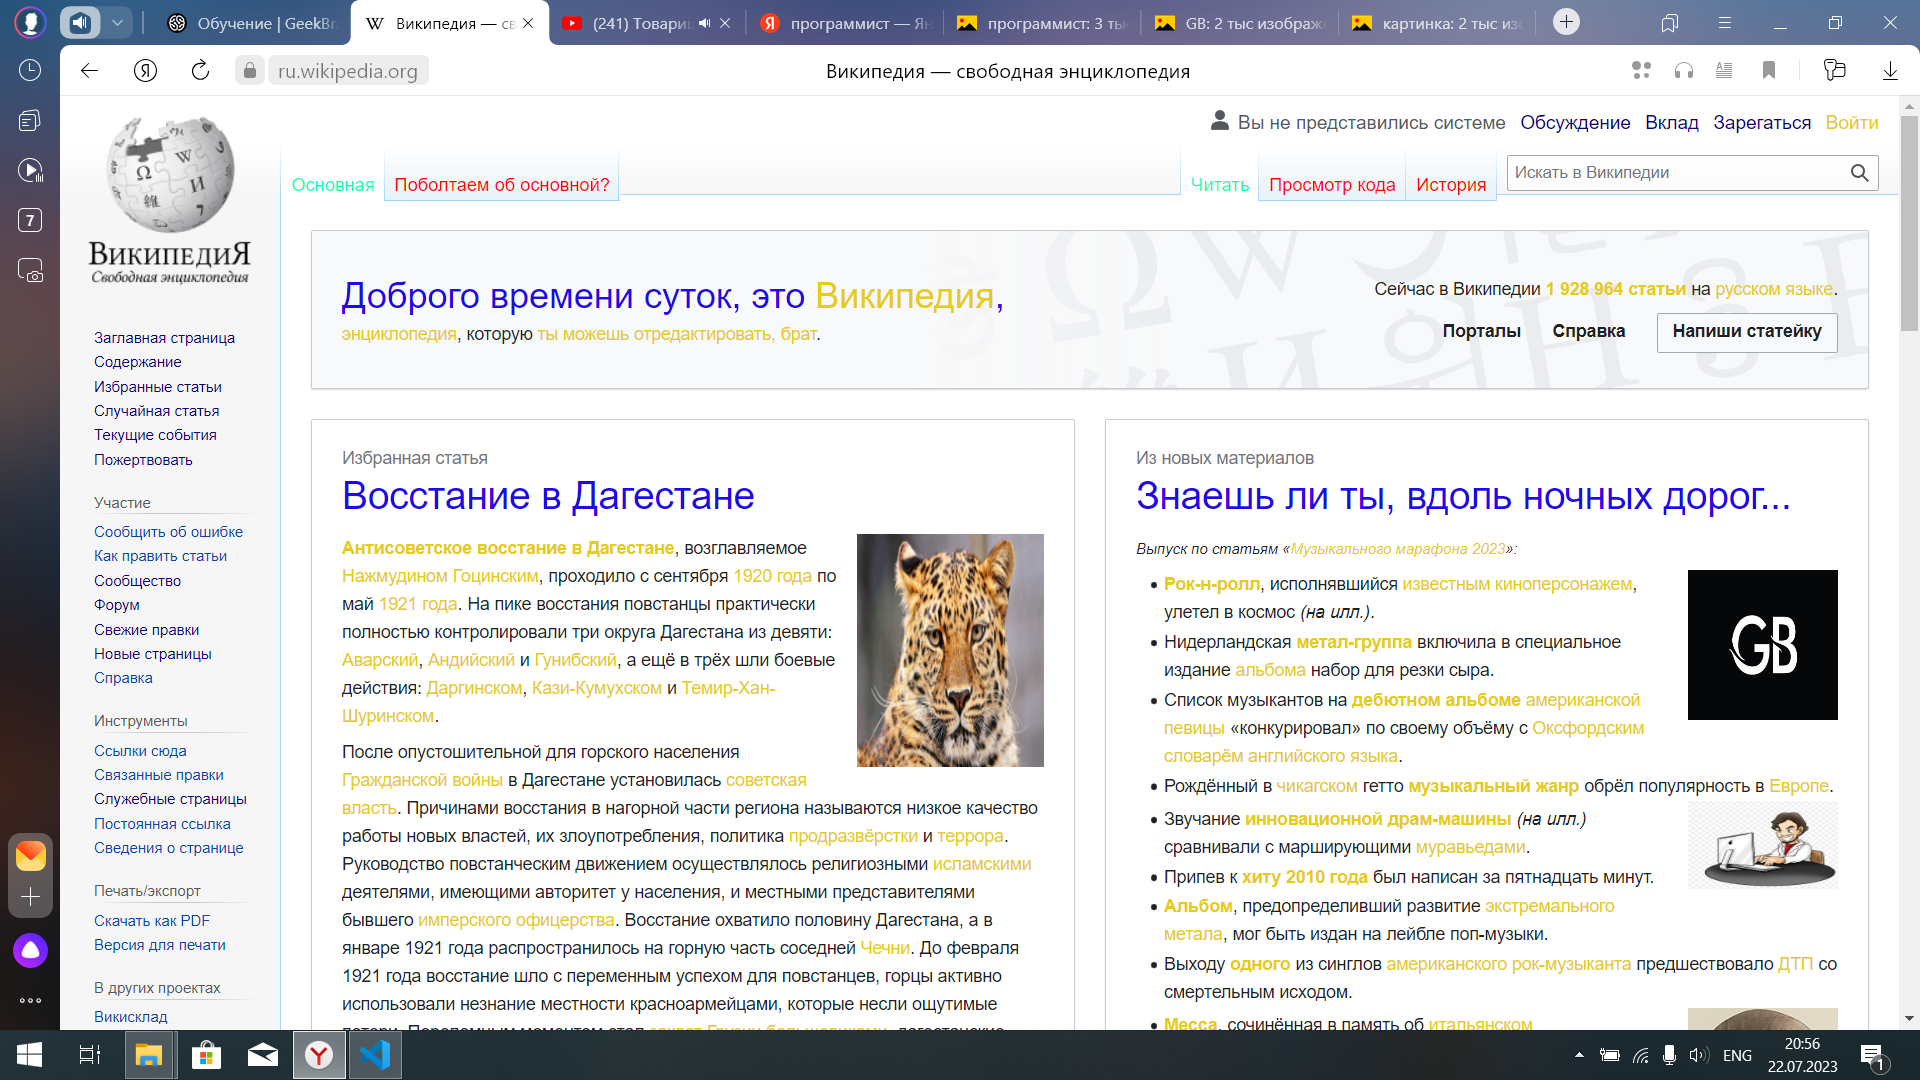 Обучение | GeekBr
Википедия — св
(241) Товарищ
программист — Ян
программист: 3 ты
GB: 2 тыс изображе
картинка: 2 тыс изо
ru.wikipedia.org
Википедия — свободная энциклопедия
7
ВикипедиЯ
Свободная энциклопедия
Вы не представились системе Обсуждение Вклад Зарегаться Войти
Основная Поболтаем об основной? Читать Просмотр кода История
Искать в Википедии
Заглавная страница
Содержание
Избранные статьи
Случайная статья
Текущие события
Пожертвовать
Участие
Сообщить об ошибке
Как править статьи
Сообщество
Форум
Свежие правки
Новые страницы
Справка
Инструменты
Ссылки сюда
Связанные правки
Служебные страницы
Постоянная ссылка
Сведения о странице
Печать/экспорт
Скачать как PDF
Версия для печати
В других проектах
Викисклад
Доброго времени суток, это Википедия,
энциклопедия, которую ты можешь отредактировать, брат.
Сейчас в Википедии 1 928 964 статьи на русском языке.
Порталы Справка Напиши статейку
Избранная статья
Восстание в Дагестане
Антисоветское восстание в Дагестане, возглавляемое
Нажмудином Гоцинским, проходило с сентября 1920 года по
май 1921 года. На пике восстания повстанцы практически
полностью контролировали три округа Дагестана из девяти:
Аварский, Андийский и Гунибский, а ещё в трёх шли боевые
действия: Даргинском, Кази-Кумухском и Темир-Хан-
Шуринском.
После опустошительной для горского населения
Гражданской войны в Дагестане установилась советская
власть. Причинами восстания в нагорной части региона называются низкое качество
работы новых властей, их злоупотребления, политика продразвёрстки и террора.
Руководство повстанческим движением осуществлялось религиозными исламскими
деятелями, имеющими авторитет у населения, и местными представителями
бывшего имперского офицерства. Восстание охватило половину Дагестана, а в
январе 1921 года распространилось на горную часть соседней Чечни. До февраля
1921 года восстание шло с переменным успехом для повстанцев, горцы активно
использовали незнание местности красноармейцами, которые несли ощутимые
Из новых материалов
Знаешь ли ты, вдоль ночных дорог...
Выпуск по статьям «Музыкального марафона 2023»:
Рок-н-ролл, исполнявшийся известным киноперсонажем,
улетел в космос (на илл.).
Нидерландская метал-группа включила в специальное
издание альбома набор для резки сыра.
Список музыкантов на дебютном альбоме американской
певицы «конкурировал» по своему объёму с Оксфордским
словарём английского языка.
Рождённый в чикагском гетто музыкальный жанр обрёл популярность в Европе.
Звучание инновационной драм-машины (на илл.)
сравнивали с марширующими муравьедами.
Припев к хиту 2010 года был написан за пятнадцать минут.
Альбом, предопределивший развитие экстремального
метала, мог быть издан на лейбле поп-музыки.
Выходу одного из синглов американского рок-музыканта предшествовало ДТП со
смертельным исходом.
Месса, сочинённая в память об итальянском
GB
ENG
20:56
22.07.2023
1